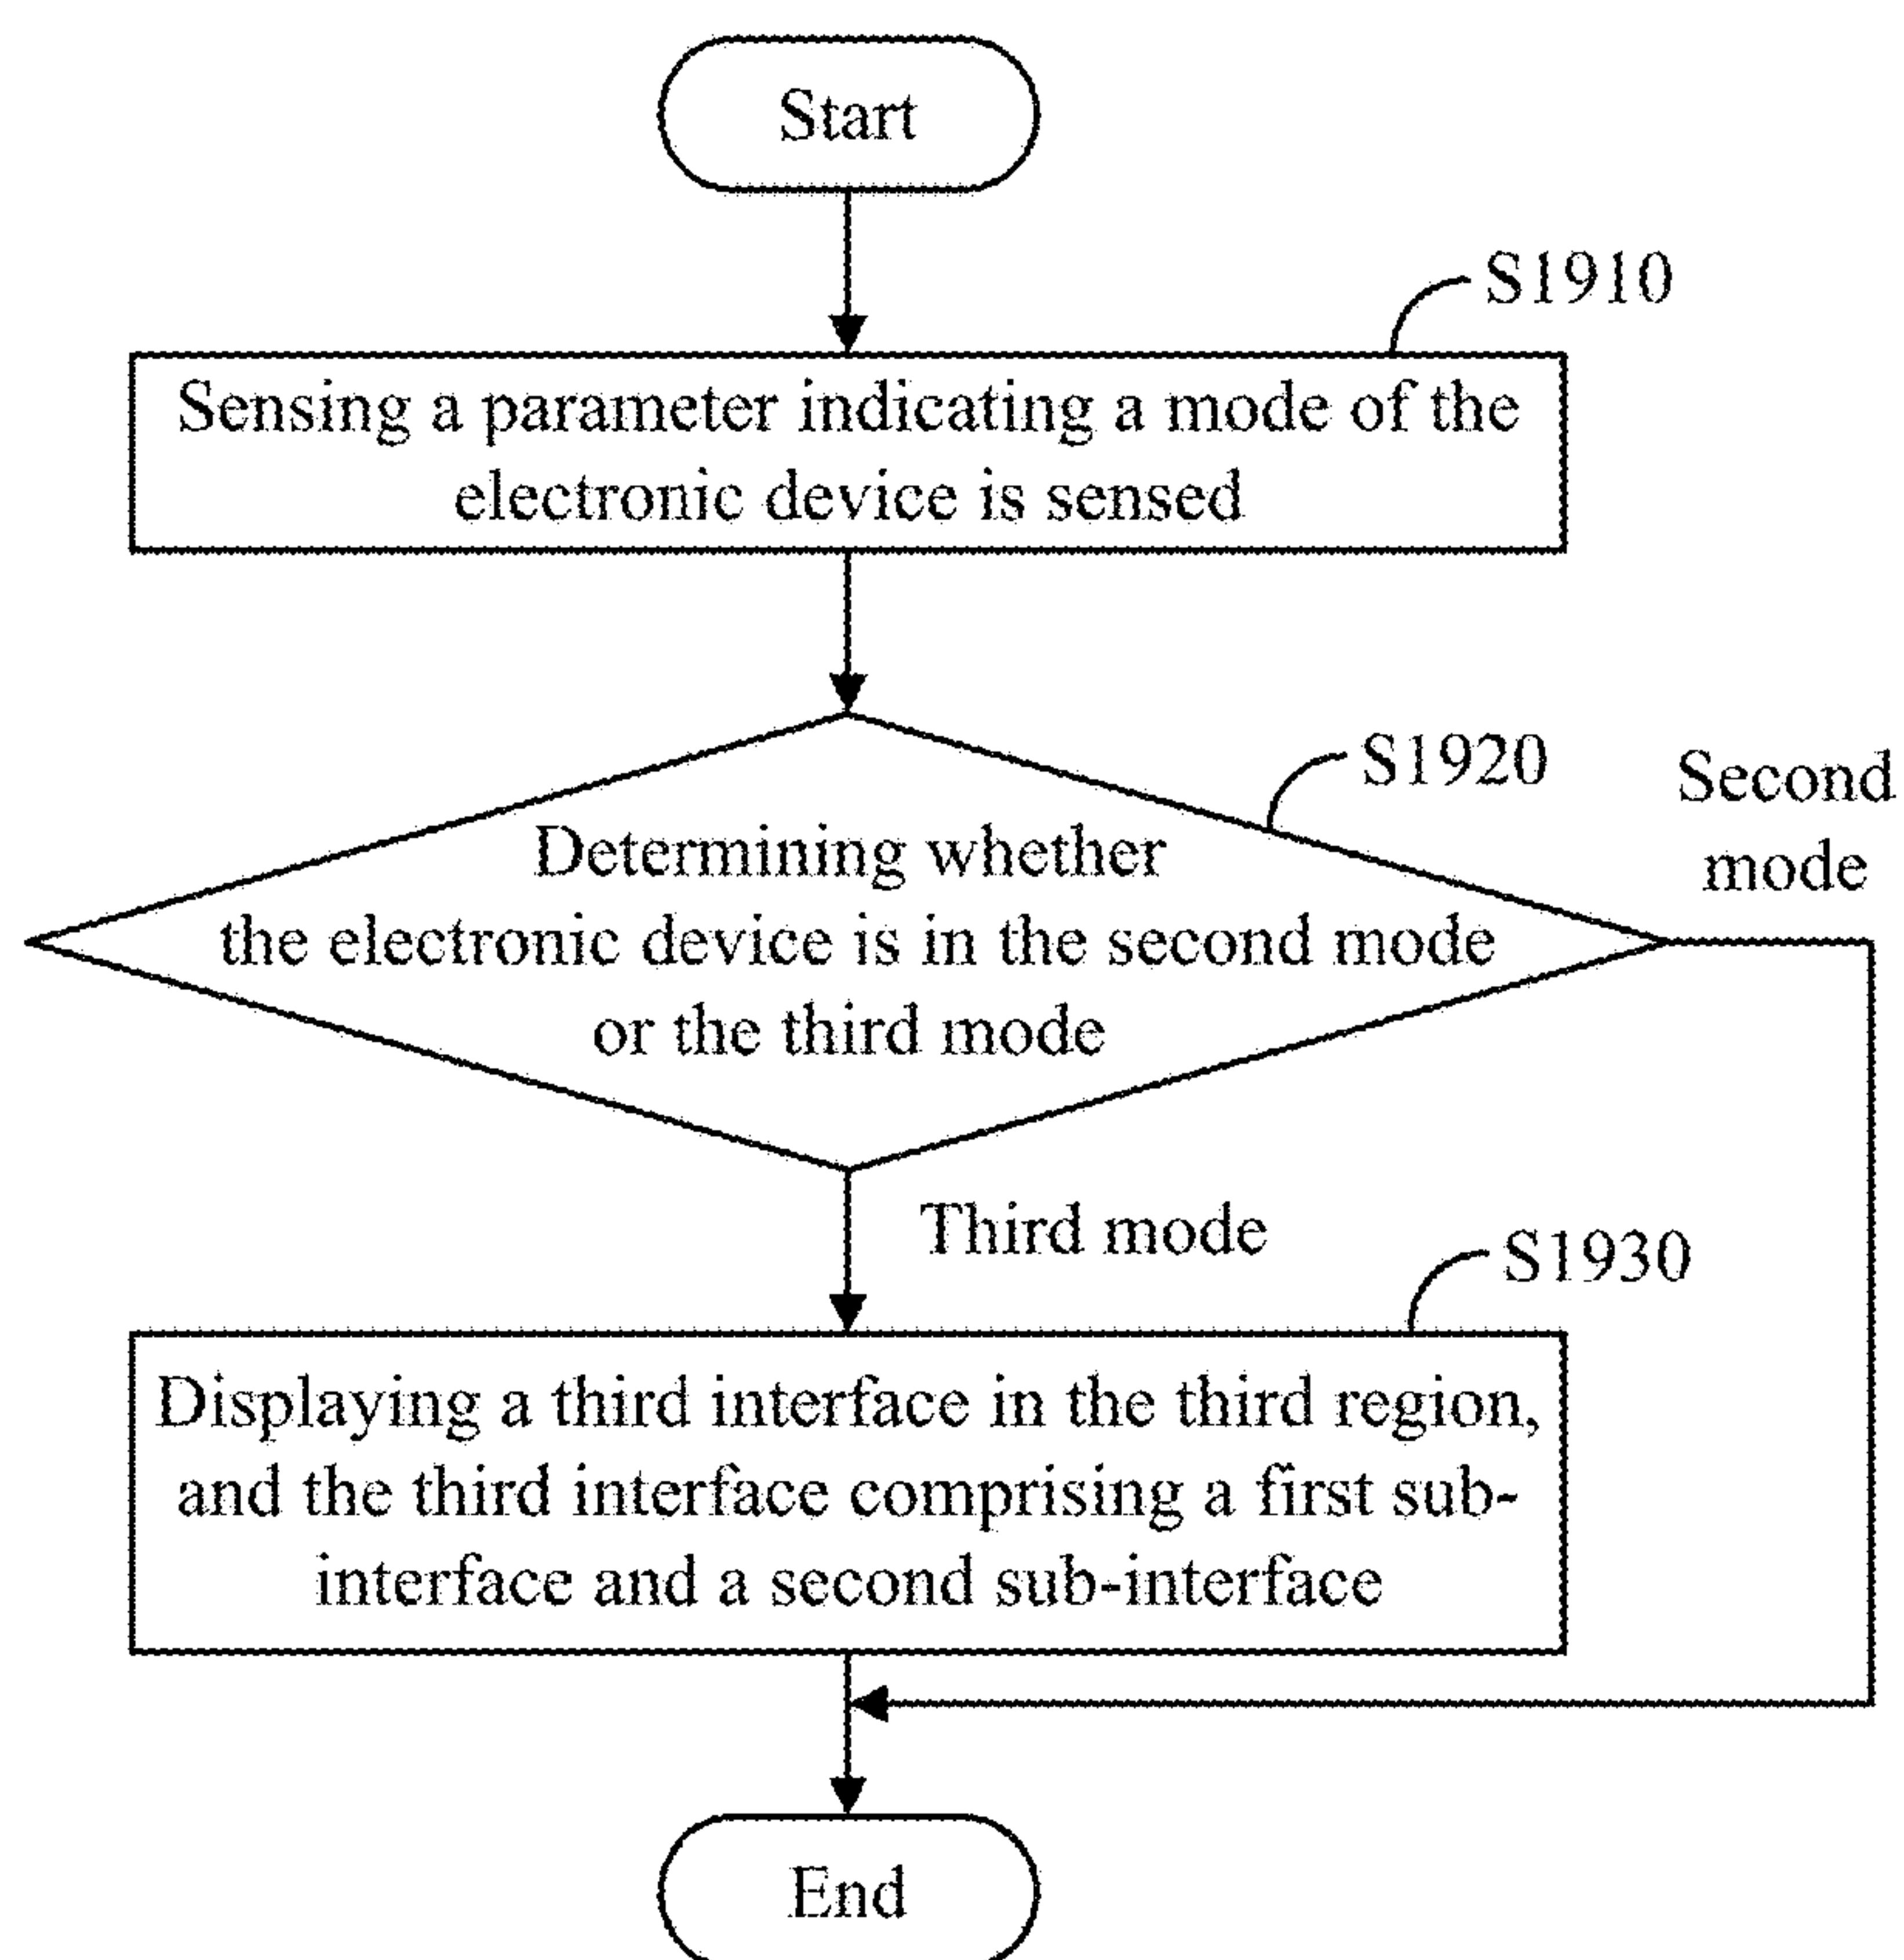 Start
S1910
Sensing a parameter indicating a mode of the
electronic device is sensed
S1920
Second
mode
Determining whether
the electronic device is in the second mode
or the third mode
Third mode
S1930
Displaying a third interface in the third region,
and the third interface comprising a first sub-
interface and a second sub-interface
End